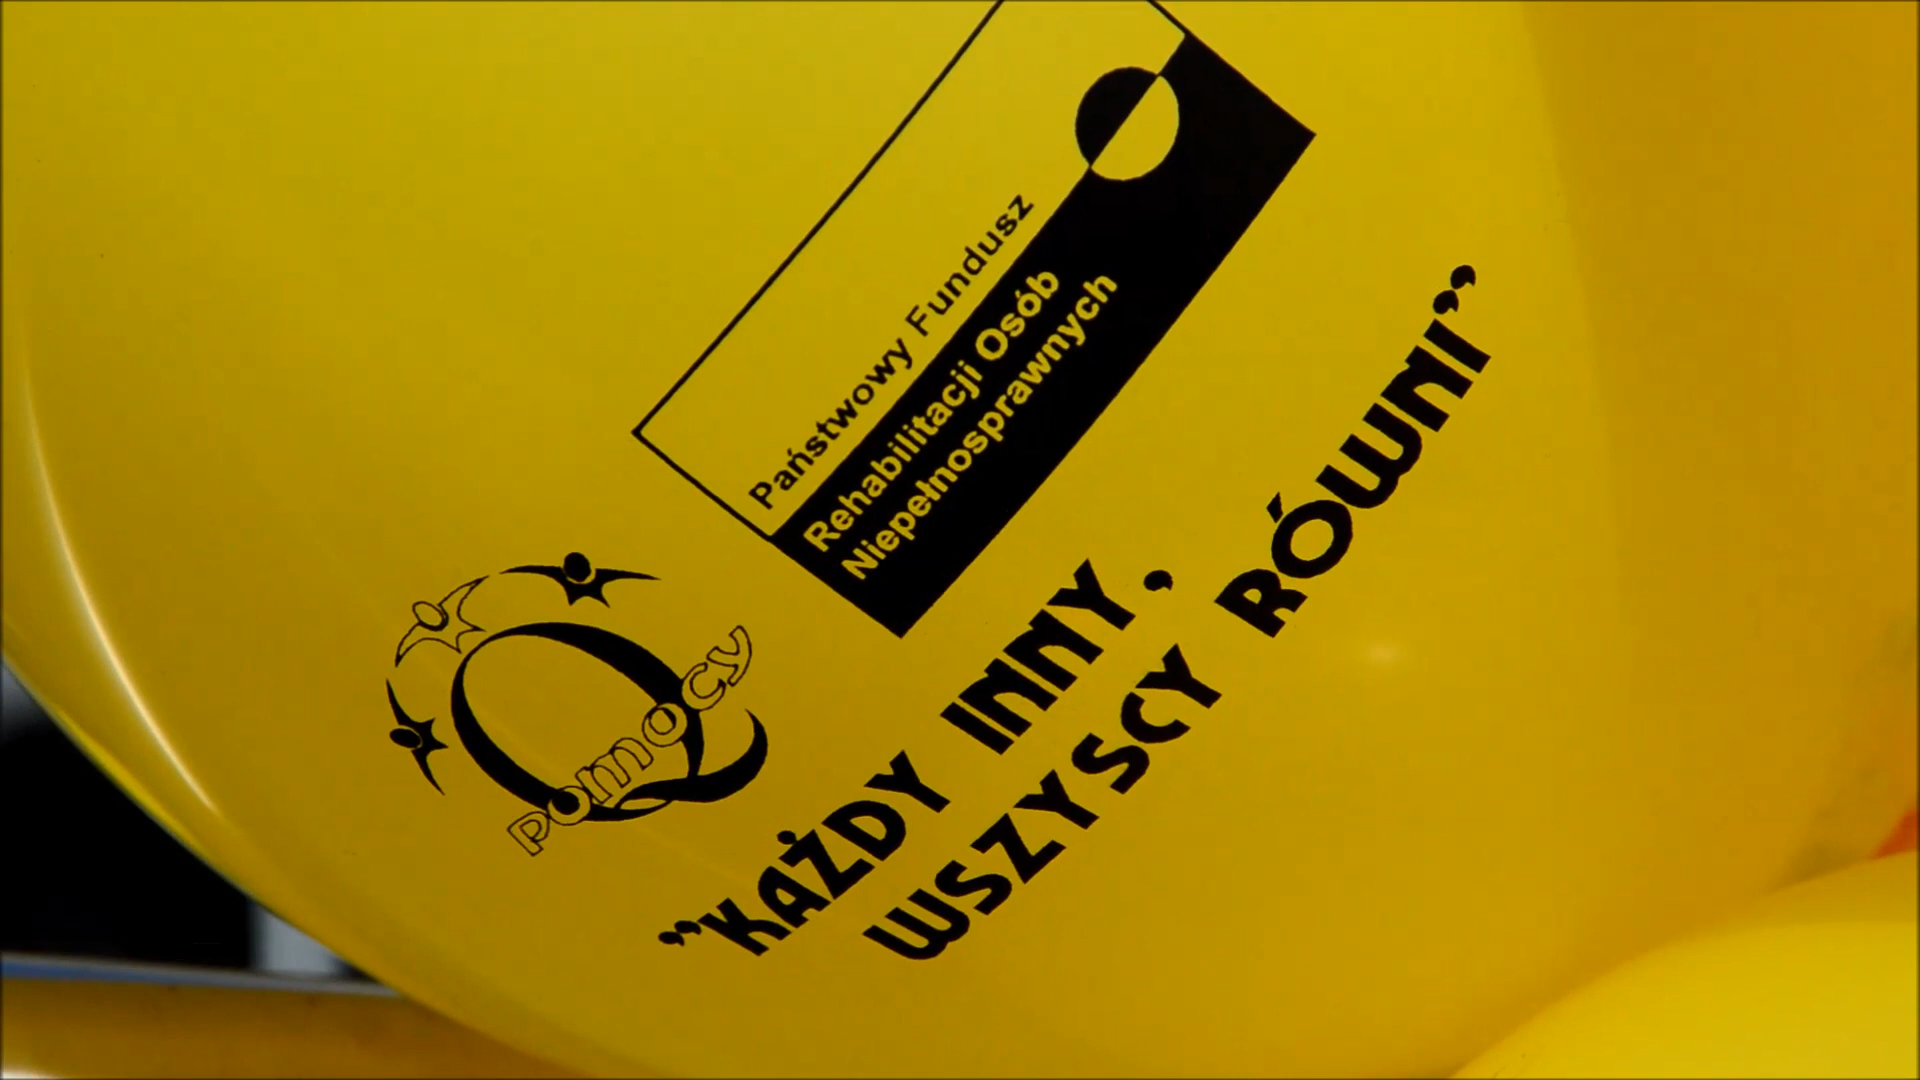 Państwowy Fundusz
Rehabilitacji Osób
Niepełnosprawnych
Q pomocy
"KAŻDY INNY,
WSZYSCY RÓWNI"